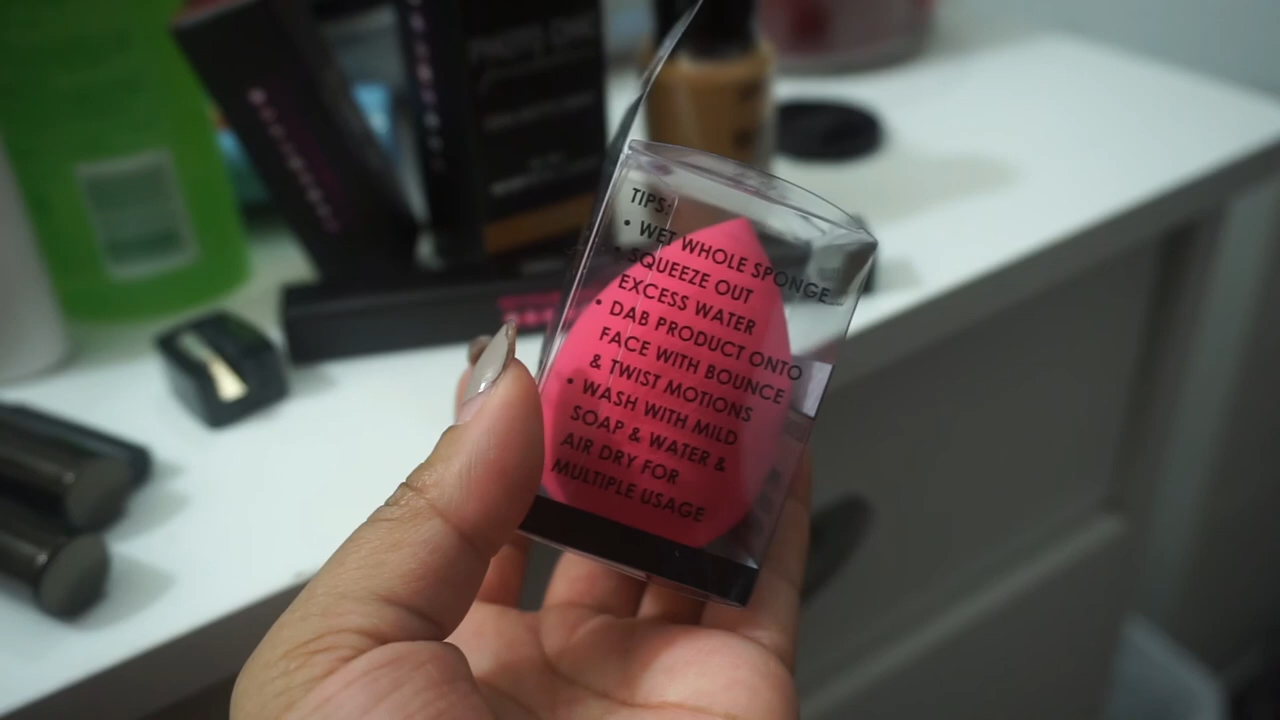 TIPS:
• WET WHOLE SPONGE...
• SQUEEZE OUT
EXCESS WATER
• DAB PRODUCT ONTO
FACE WITH BOUNCE
& TWIST MOTIONS
• WASH WITH MILD
SOAP & WATER &
AIR DRY FOR
MULTIPLE USAGE